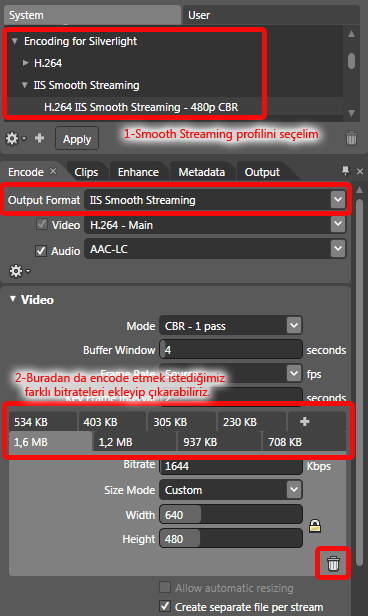 System User
Encoding for Silverlight
H.264
IIS Smooth Streaming
H.264 IIS Smooth Streaming - 480p CBR
Apply
1-Smooth Streaming profilini seçelim
Encode × Clips Enhance Metadata Output
Output Format IIS Smooth Streaming
Video H.264 - Main
Audio AAC-LC
Video
Mode CBR - 1 pass
Buffer Window 4 seconds
fps
2-Buradan da encode etmek istediğimiz
farklı bitrateleri ekleyip çıkarabiliriz.
seconds
534 KB 403 KB 305 KB 230 KB +
1,6 MB 1,2 MB 937 KB 708 KB
Bitrate 1644 Kbps
Size Mode Custom
Width 640
Height 480
Allow automatic resizing
Create separate file per stream